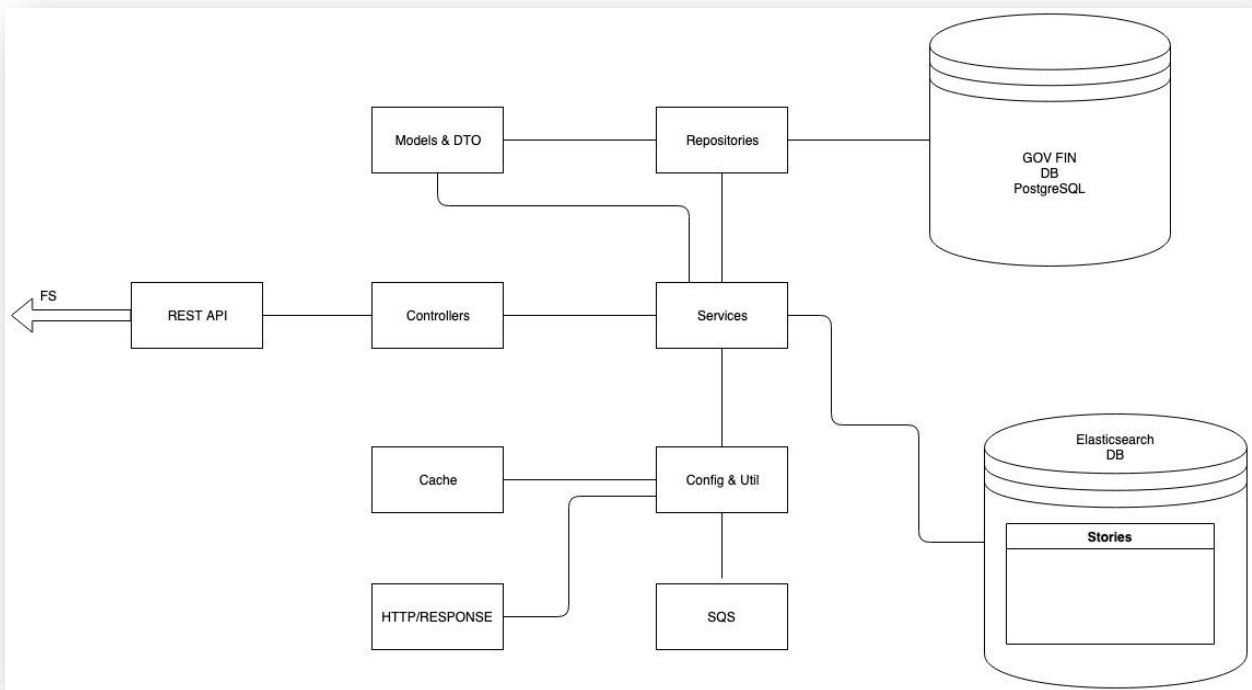 GOV FIN
DB
PostgreSQL
Models & DTO
Repositories
FS
REST API
Controllers
Services
Elasticsearch
DB
Cache
Config & Util
Stories
HTTP/RESPONSE
SQS